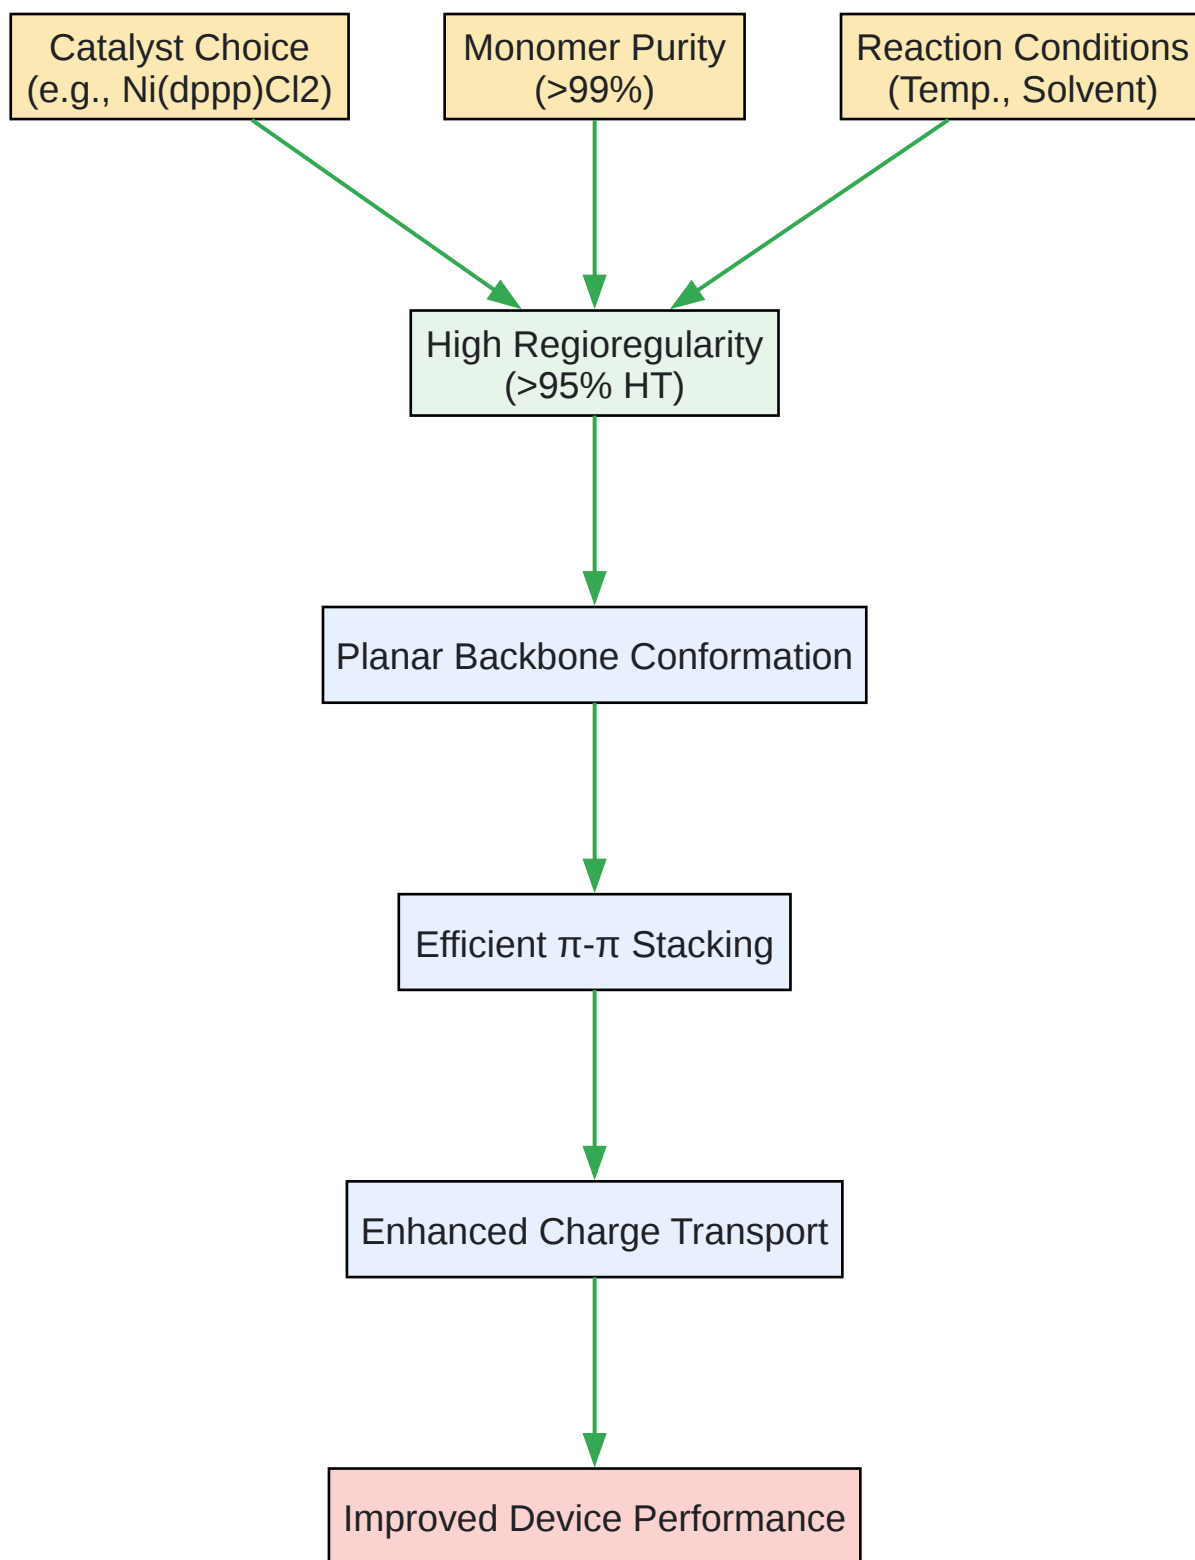 Catalyst Choice
(e.g., Ni(dppp)Cl2)
Monomer Purity
(>99%)
Reaction Conditions
(Temp., Solvent)
High Regioregularity
(>95% HT)
Planar Backbone Conformation
Efficient π-π Stacking
Enhanced Charge Transport
Improved Device Performance